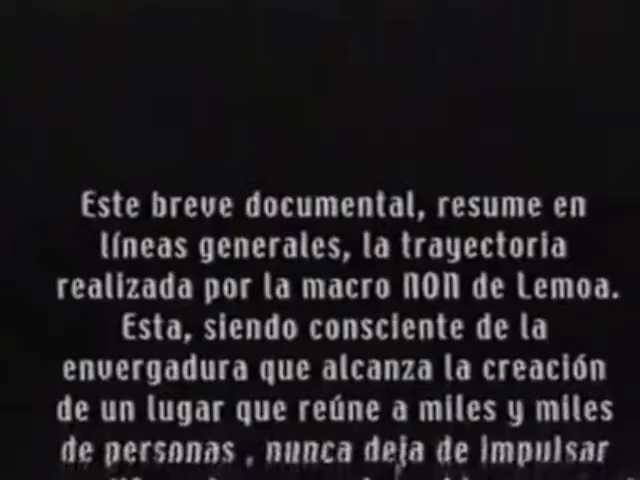 Este breve documental, resume en
líneas generales, la trayectoria
realizada por la macro NON de Lemoa.
Esta, siendo consciente de la
envergadura que alcanza la creación
de un lugar que reúne a miles y miles
de personas , nunca deja de impulsar